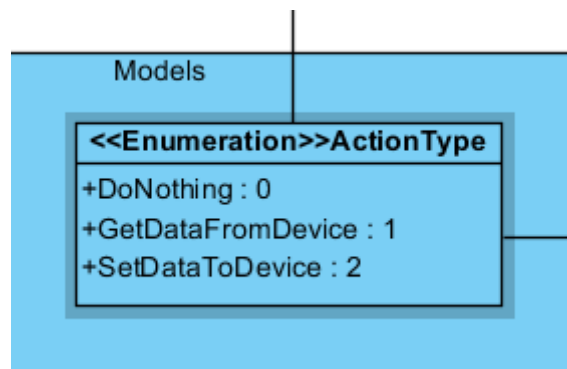 Models
<<Enumeration>>ActionType
+DoNothing : 0
+GetDataFromDevice : 1
+SetDataToDevice : 2